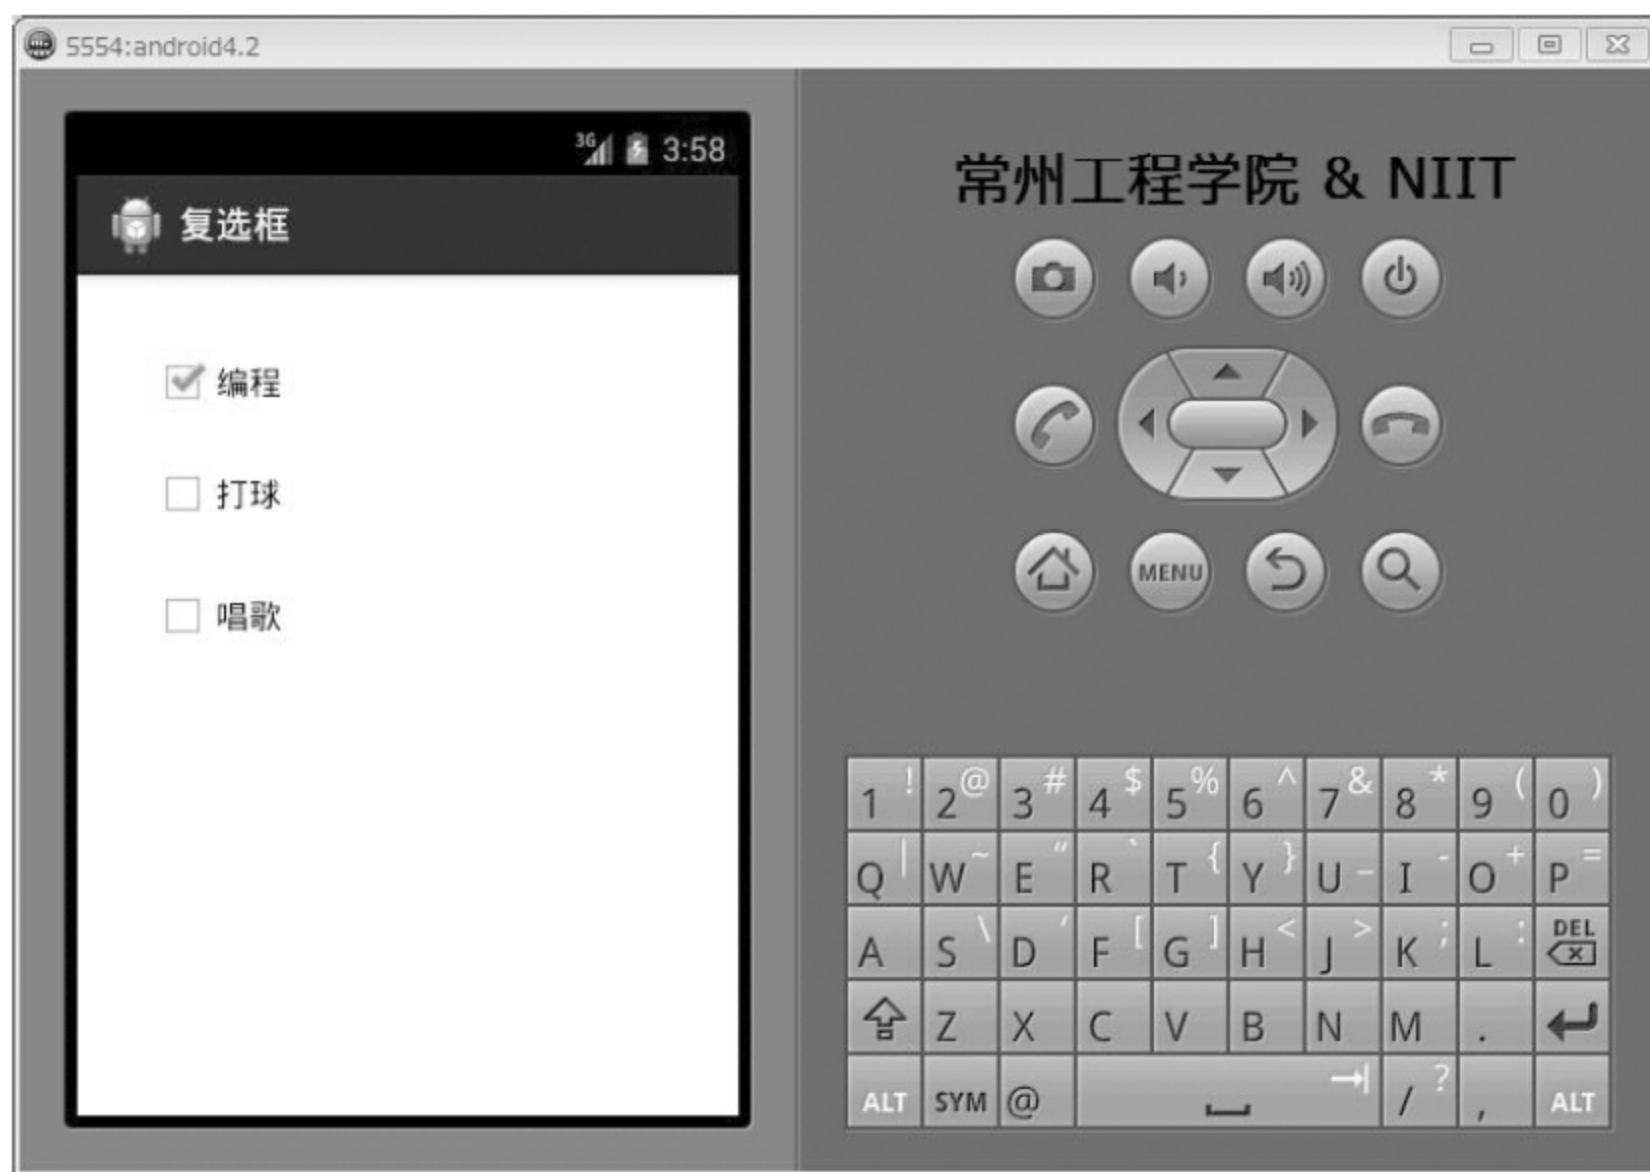 5554:android4.2
3G 3:58
复选框
编程
打球
唱歌
常州工程学院 & NIIT
MENU
1 ! 2 @ 3 # 4 $ 5 % 6 ^ 7 & 8 * 9 ( 0 )
Q | W ~ E “ R ` T { Y } U _ I - O + P =
A S \ D ‘ F [ G ] H < J > K ; L : DEL
Z X C V B N M .
ALT SYM @ / ? , ALT